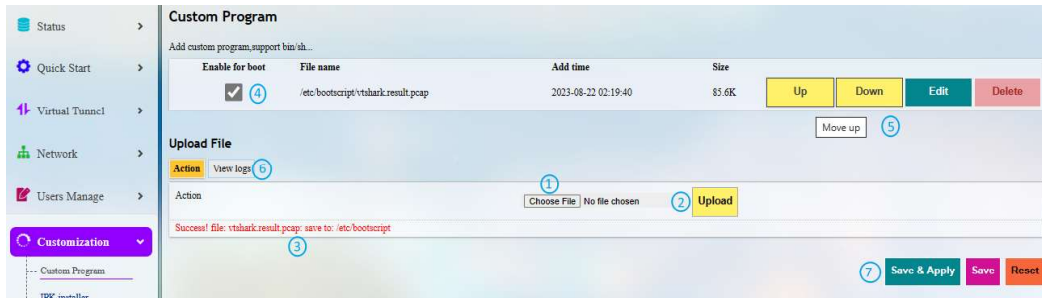 Status
Quick Start
Virtual Tunnel
Network
Users Manage
Customization
Custom Program
IPK installer
Custom Program
Add custom program,support bin/sh...
Enable for boot File name Add time Size
4 /etc/bootscript/vtshark.result.pcap 2023-08-22 02:19:40 85.6K Up Down Edit Delete
Move up 5
Upload File
Action View logs 6
1
Action Choose File No file chosen 2 Upload
Success! file: vtshark.result.pcap: save to: /etc/bootscript
3
7 Save & Apply Save Reset